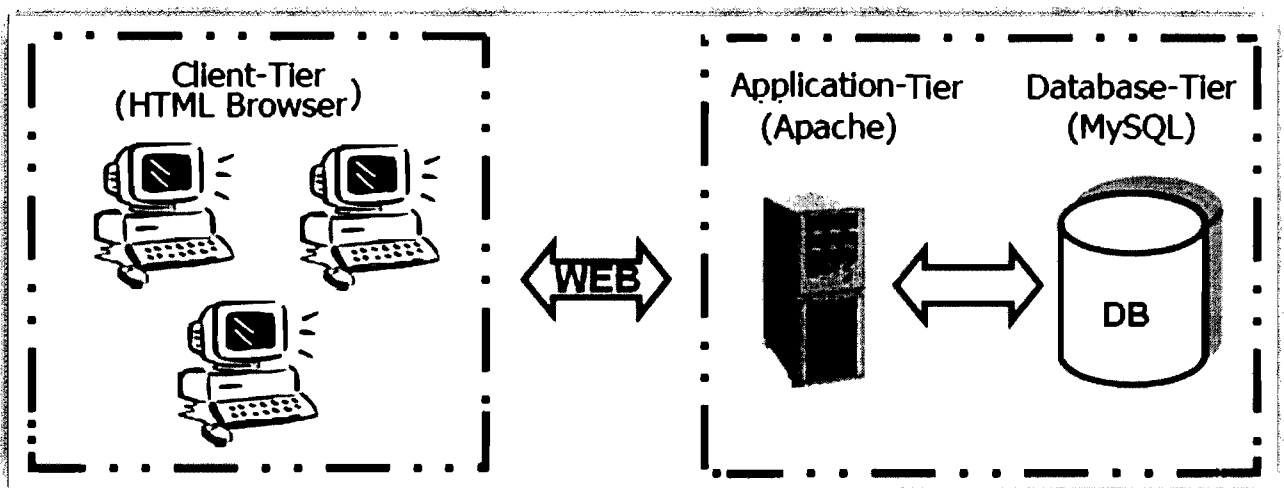 Client-Tier
(HTML Browser)
WEB
Application-Tier
(Apache)
Database-Tier
(MySQL)
DB